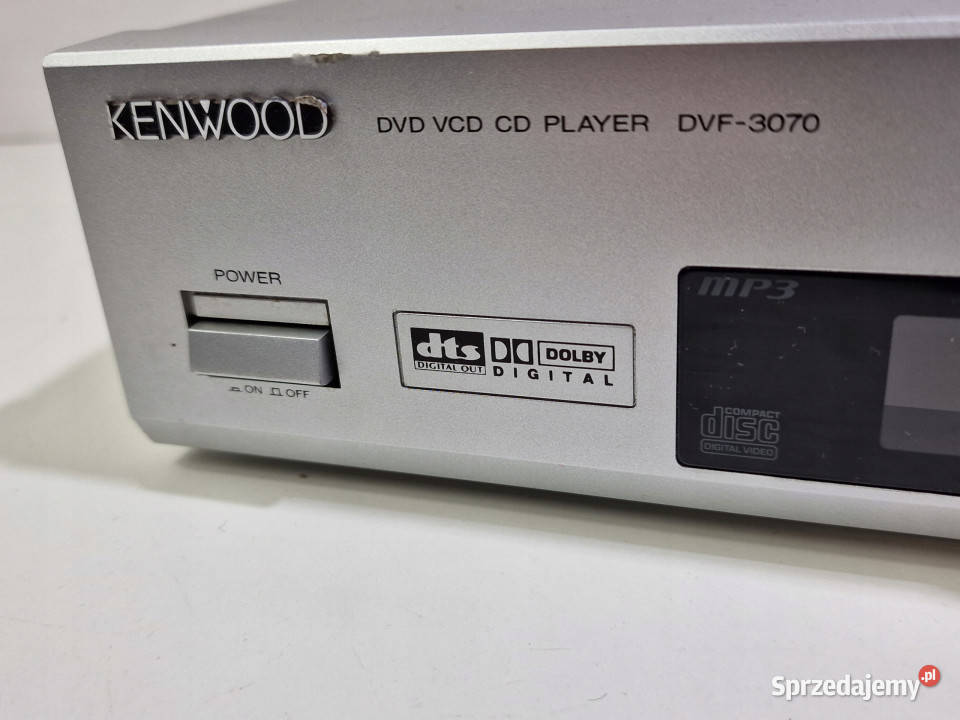 KENWOOD DVD VCD CD PLAYER DVF-3070
POWER
ON OFF
dts
DIGITAL OUT
DOLBY
DIGITAL
MP3
COMPACT
disc
DIGITAL VIDEO
Sprzedajemy.pl